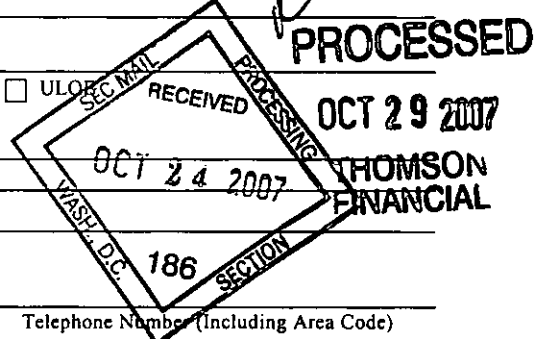 PROCESSED
☐ ULOE
SEC MAIL
PROCESSING
RECEIVED
OCT 29 2007
OCT 24 2007
THOMSON
FINANCIAL
WASH., D.C.
186
SECTION
Telephone Number (Including Area Code)